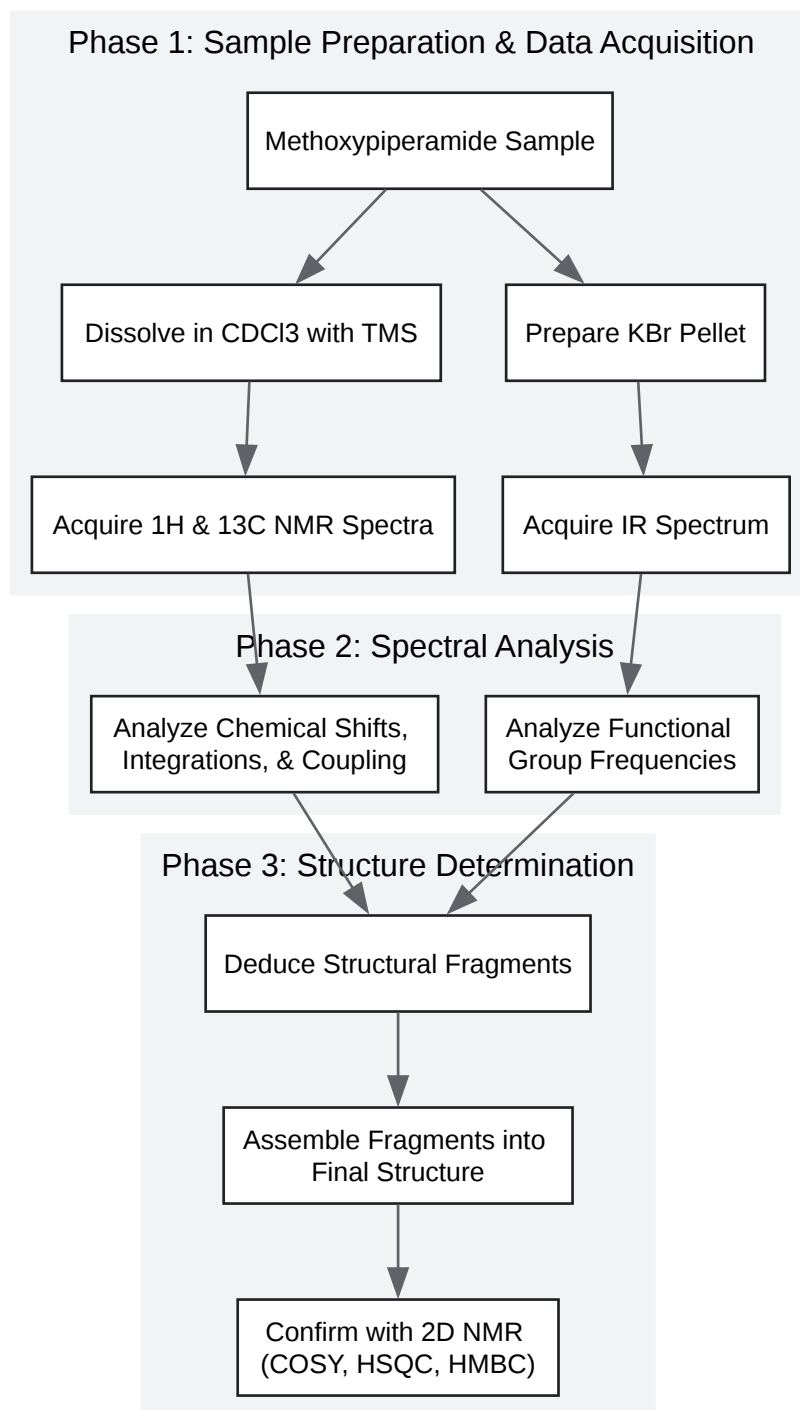 Phase 1: Sample Preparation & Data Acquisition
Methoxypiperamide Sample
Dissolve in CDCl3 with TMS
Prepare KBr Pellet
Acquire 1H & 13C NMR Spectra
Acquire IR Spectrum
Phase 2: Spectral Analysis
Analyze Chemical Shifts,
Integrations, & Coupling
Analyze Functional
Group Frequencies
Phase 3: Structure Determination
Deduce Structural Fragments
Assemble Fragments into
Final Structure
Confirm with 2D NMR
(COSY, HSQC, HMBC)